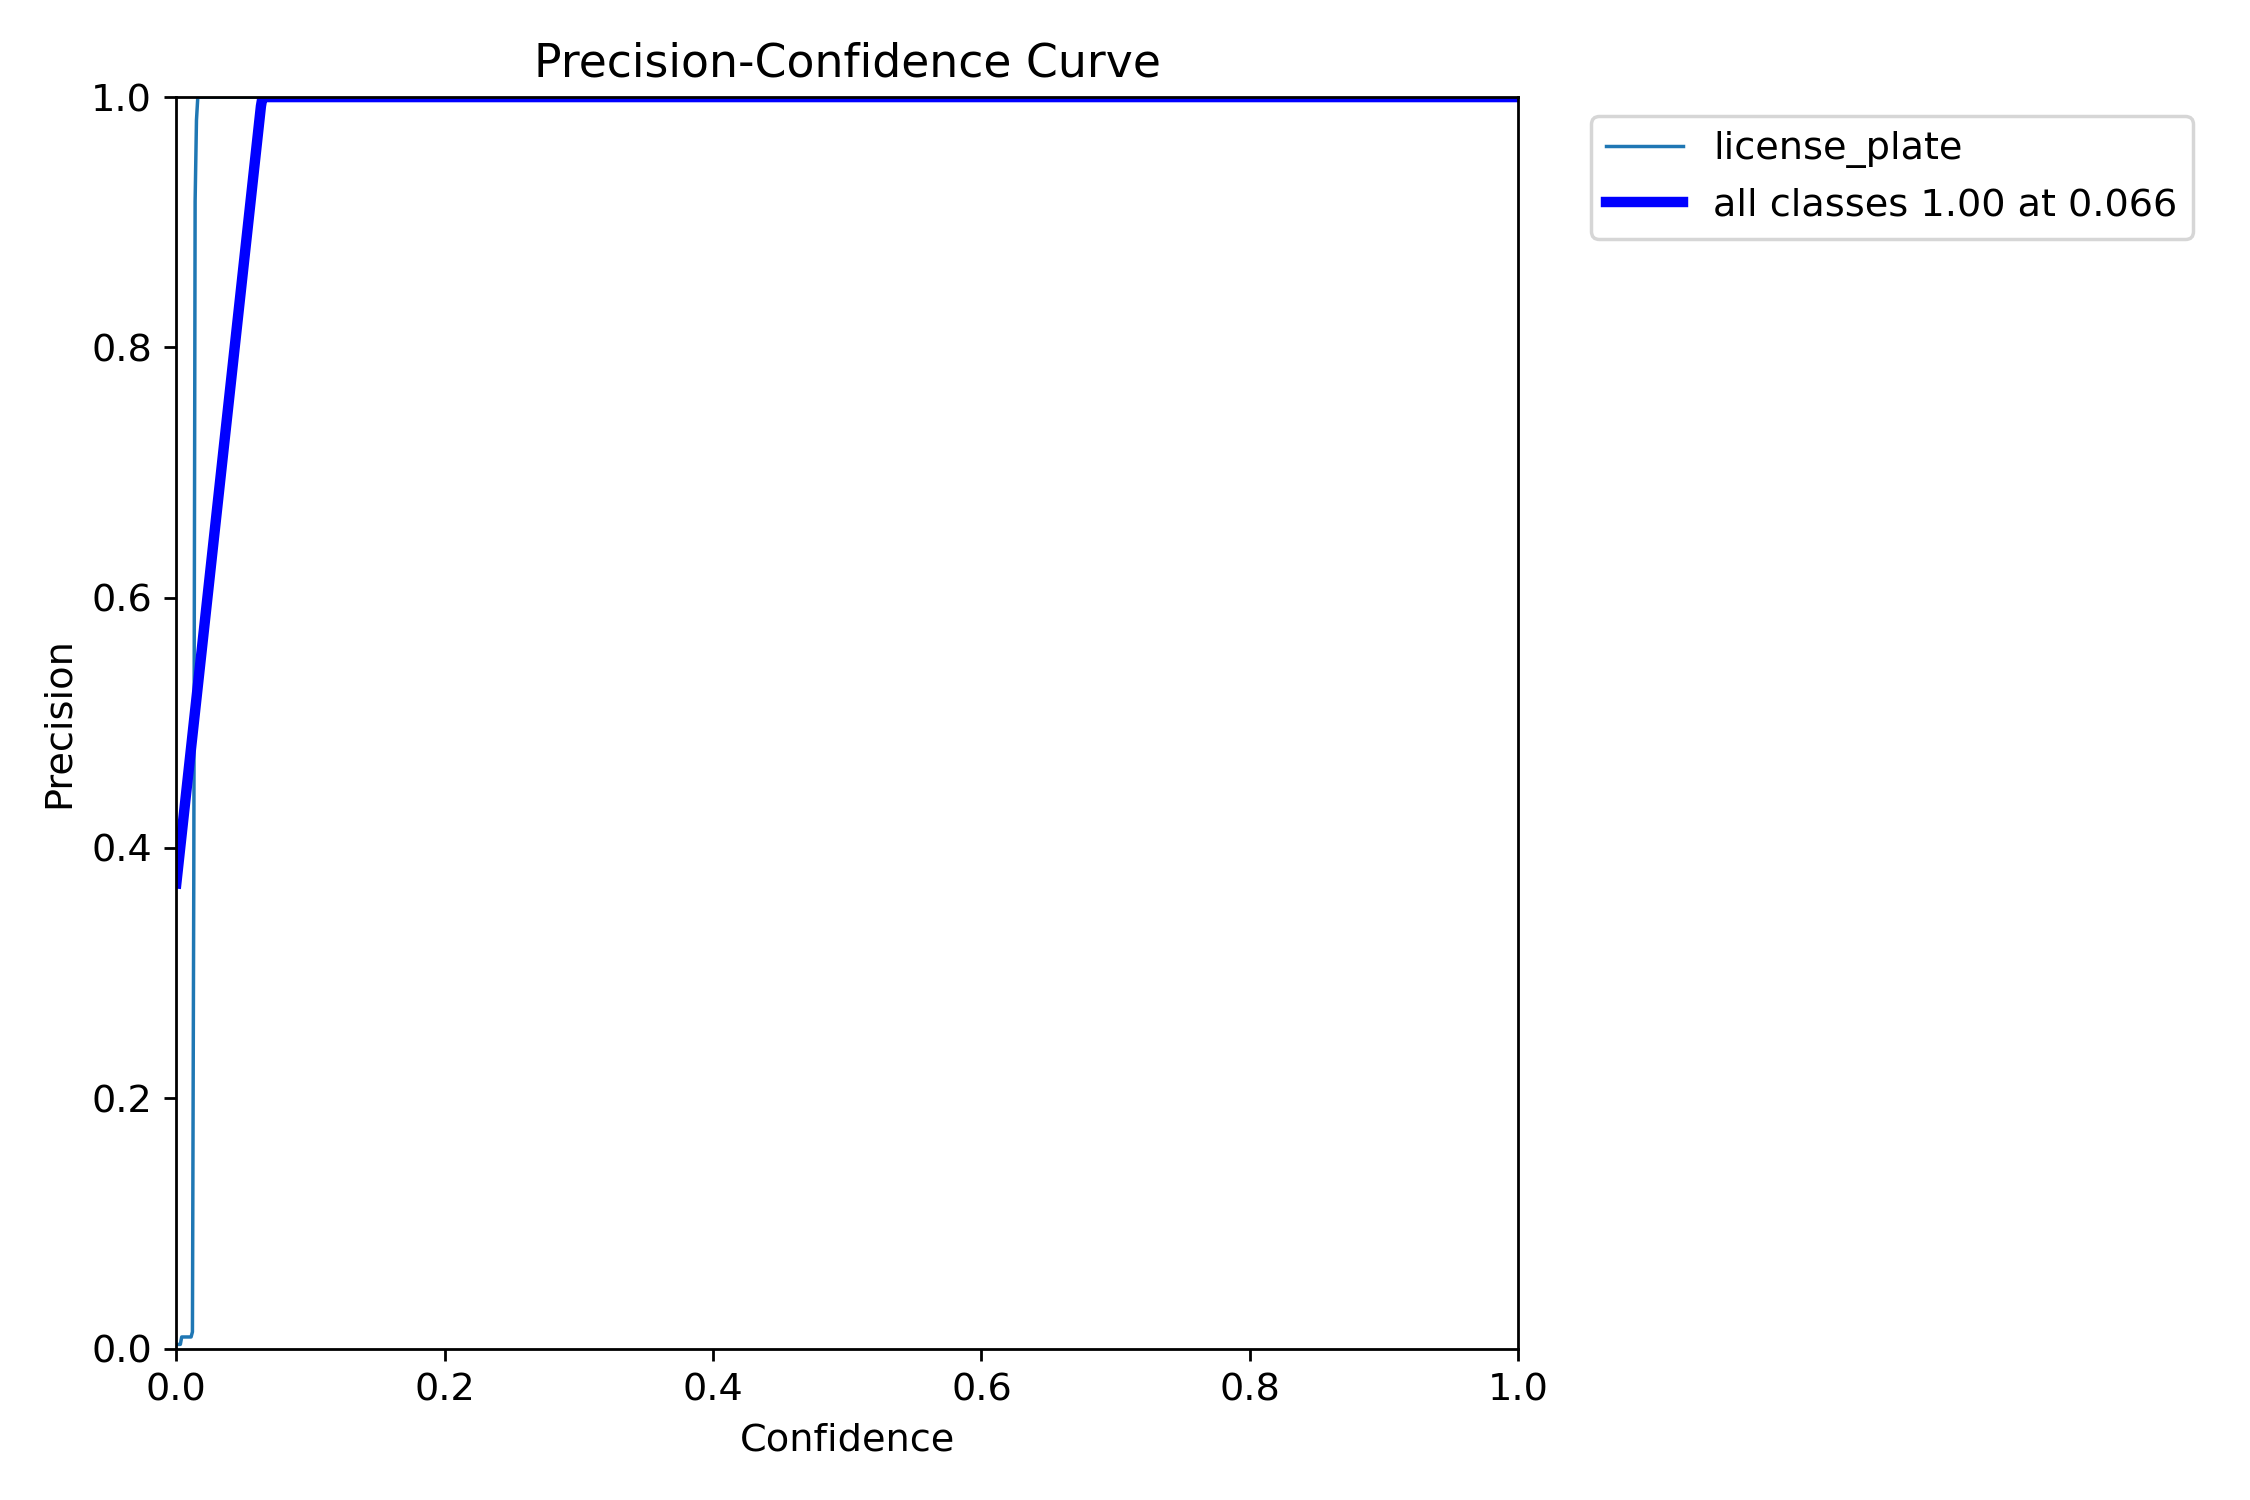 Precision-Confidence Curve
1.0
0.8
0.6
0.4
0.2
0.0
Precision
0.0 0.2 0.4 0.6 0.8 1.0
Confidence
license_plate
all classes 1.00 at 0.066